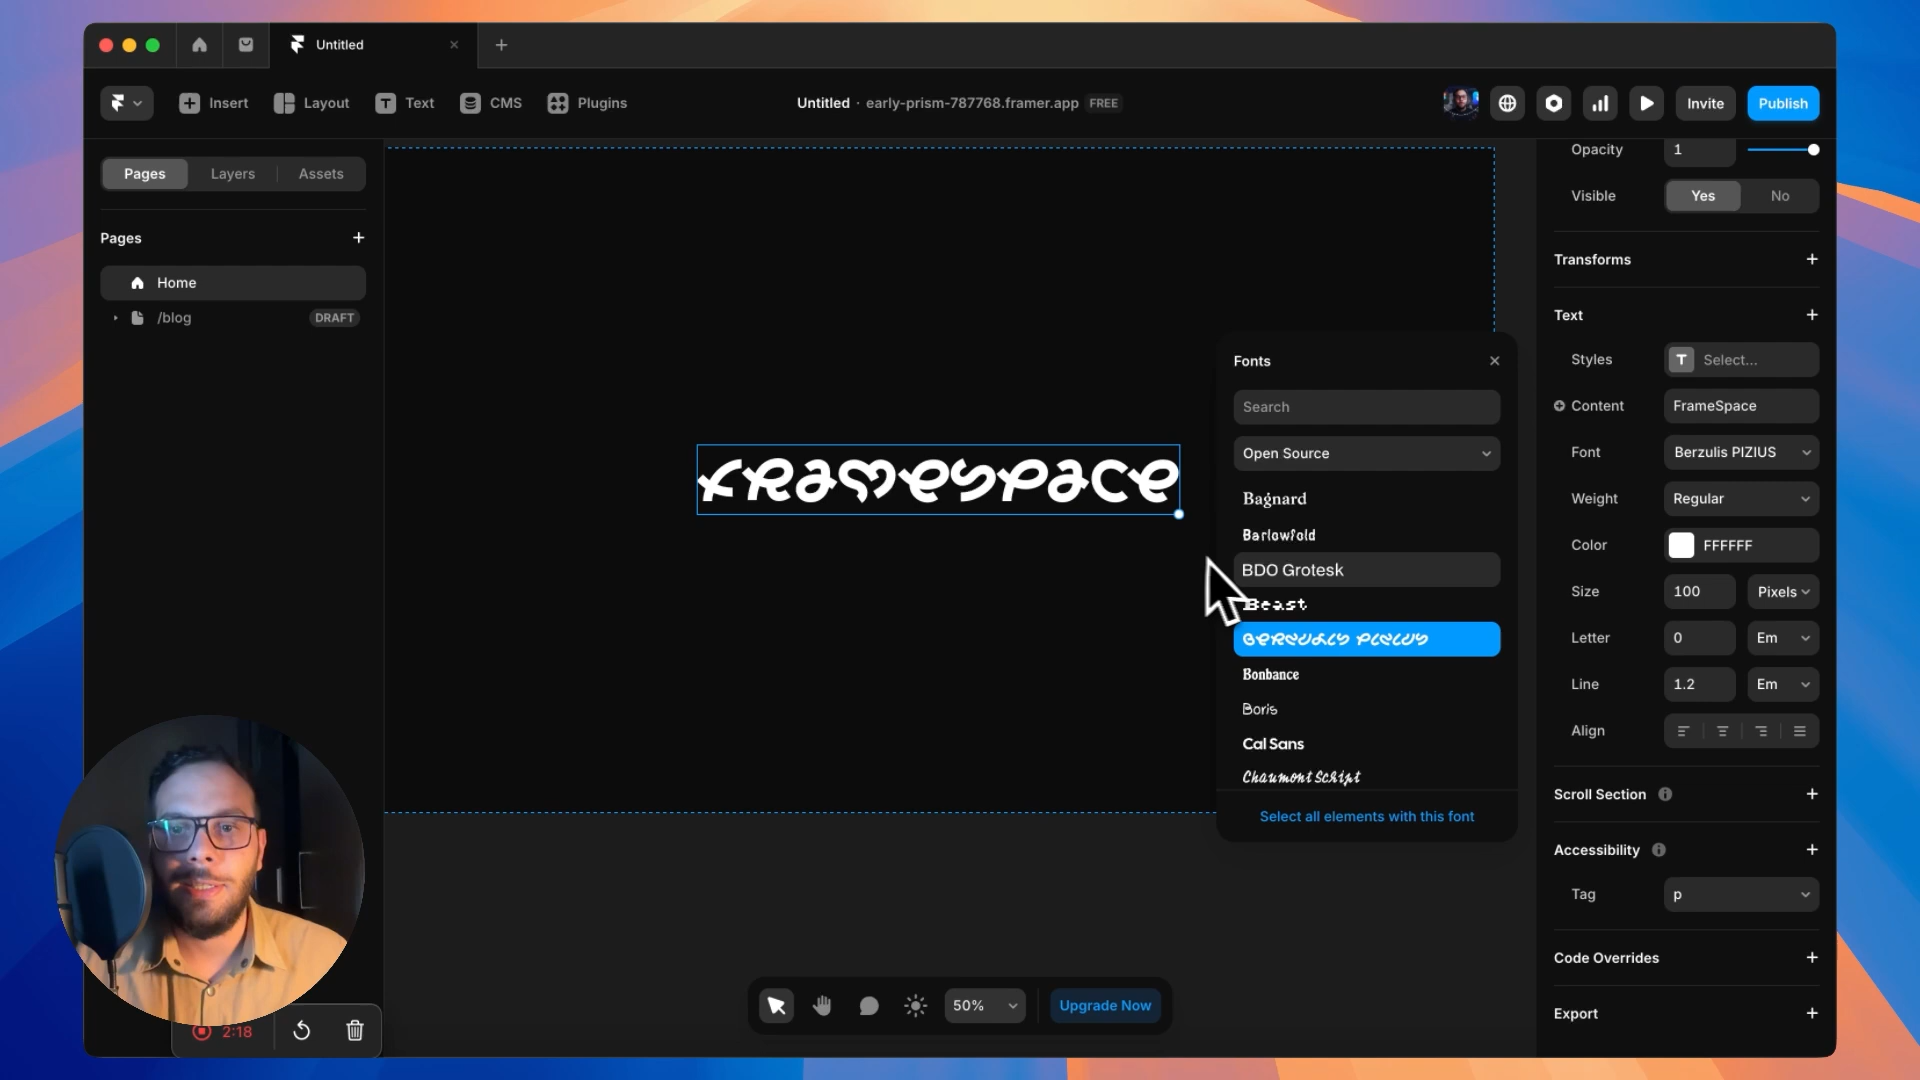 Untitled
Insert
Layout
Text
CMS
Plugins
Untitled · early-prism-787768.framer.app FREE
Invite
Publish
Pages
Layers
Assets
Pages
Home
/blog
DRAFT
FrameSpace
Fonts
Search
Open Source
Bagnard
Barlowfold
BDO Grotesk
Beast
Berzulis PIZIUS
Bonbance
Boris
Cal Sans
Chaumont Script
Select all elements with this font
Opacity 1
Visible Yes No
Transforms
Text
Styles T Select...
Content FrameSpace
Font Berzulis PIZIUS
Weight Regular
Color FFFFFF
Size 100 Pixels
Letter 0 Em
Line 1.2 Em
Align
Scroll Section
Accessibility
Tag p
Code Overrides
Export
50%
Upgrade Now
2:18